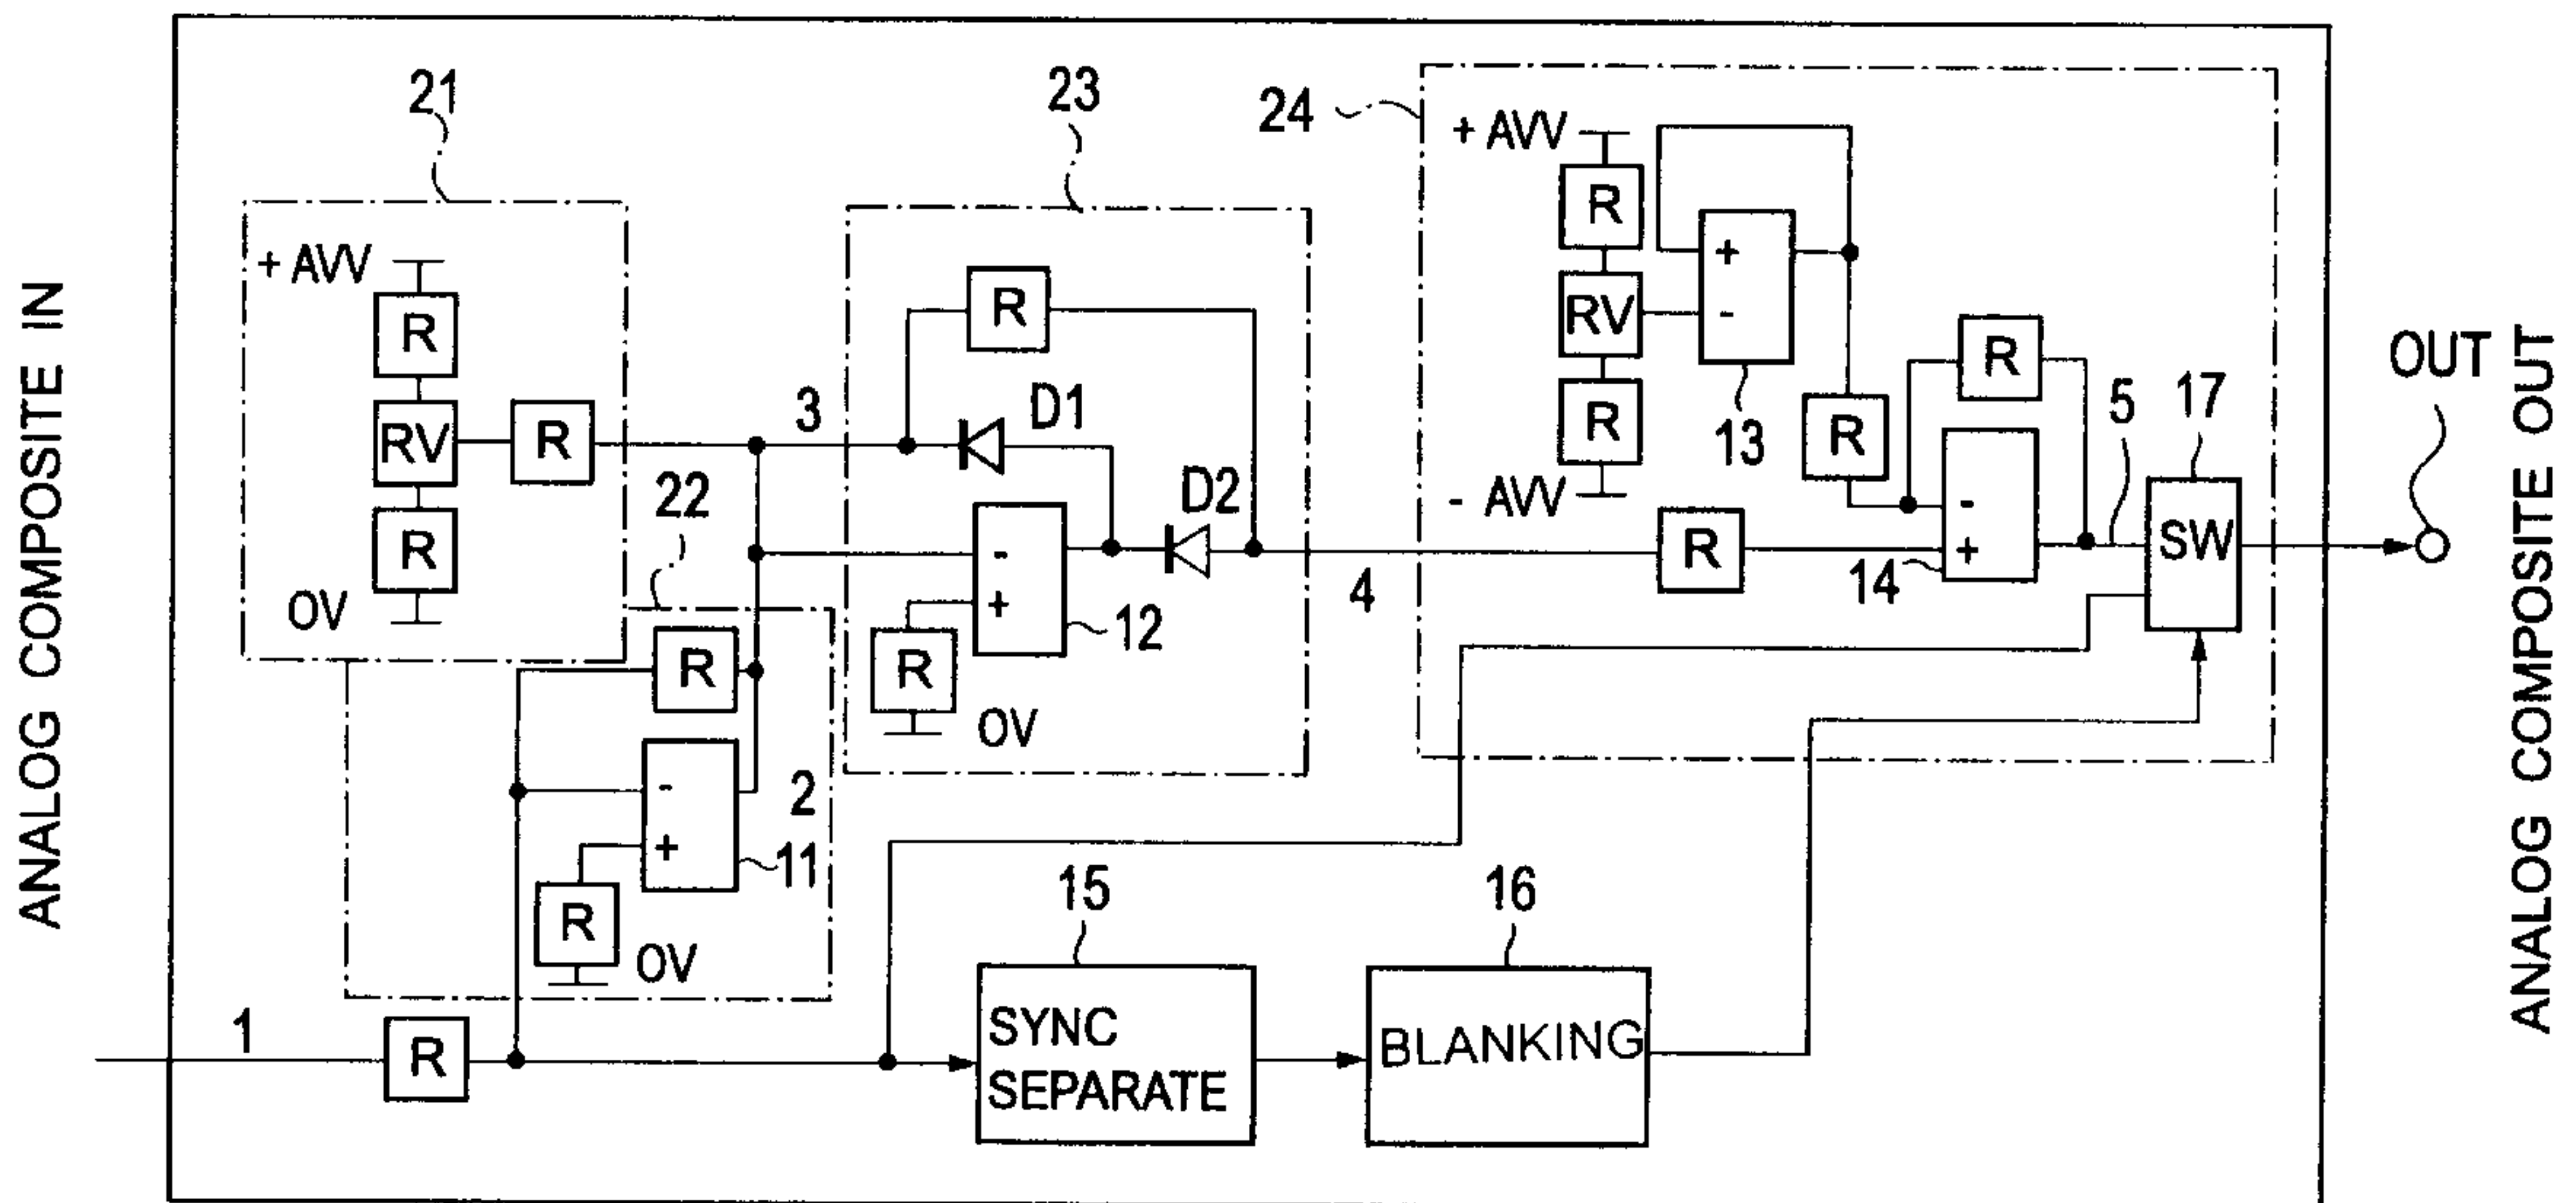 ANALOG COMPOSITE IN
21
+ AVV
R
RV
R
R
0V
22
R
2
-
+
11
R
0V
1
R
3
23
R
D1
D2
-
+
12
R
0V
4
24
+ AVV
R
RV
R
- AVV
+
-
13
R
R
R
-
+
14
5
17
SW
OUT
15
SYNC
SEPARATE
16
BLANKING
ANALOG COMPOSITE OUT